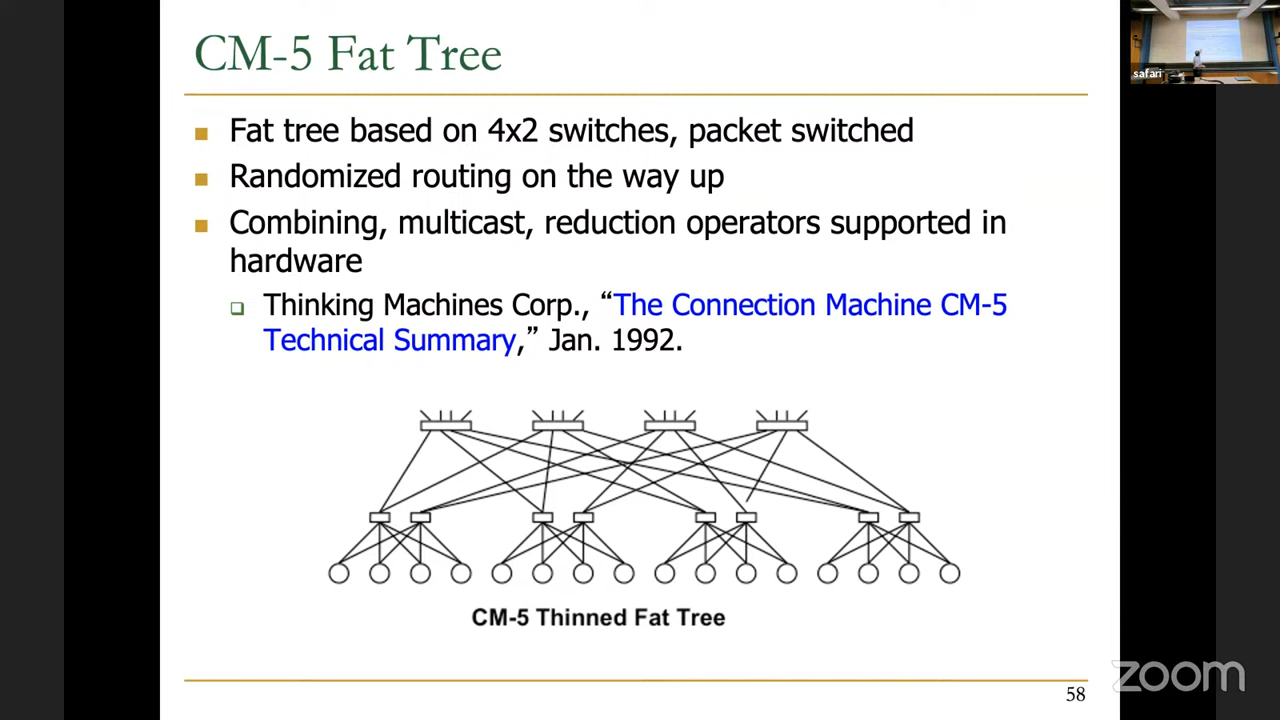 CM-5 Fat Tree
safari
Fat tree based on 4x2 switches, packet switched
Randomized routing on the way up
Combining, multicast, reduction operators supported in
hardware
Thinking Machines Corp., “The Connection Machine CM-5
Technical Summary,” Jan. 1992.
CM-5 Thinned Fat Tree
58
zoom